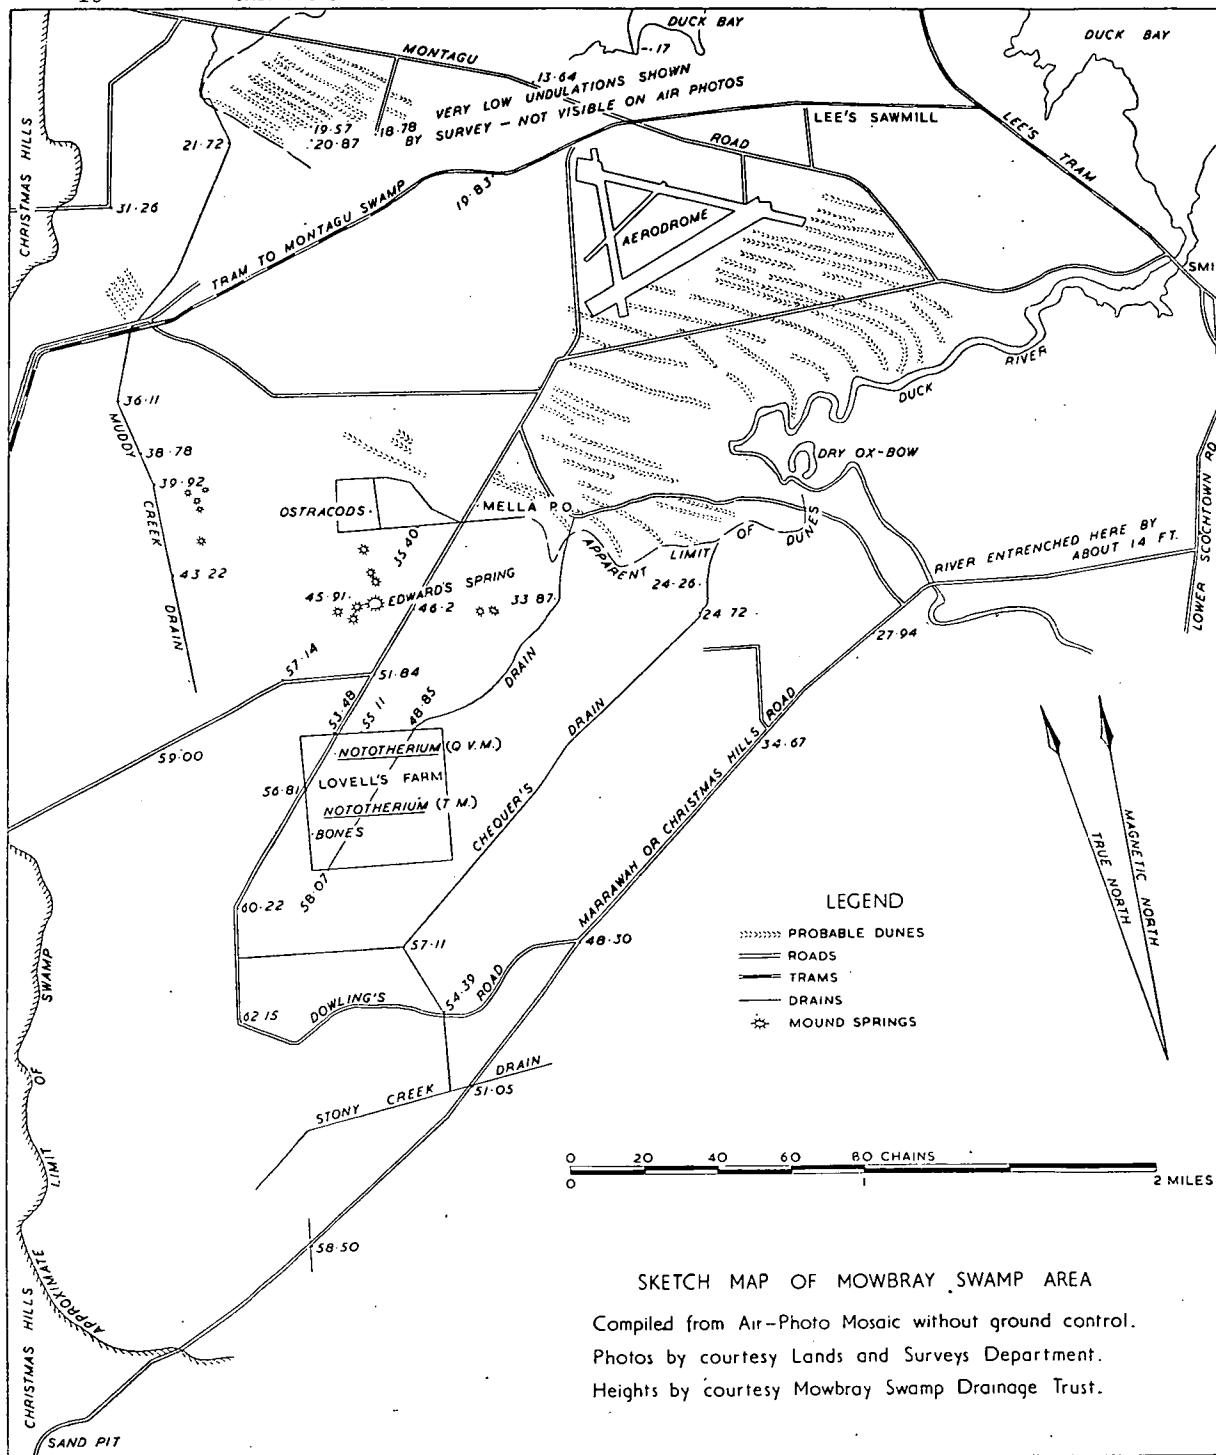 DUCK BAY
DUCK BAY
-·17
MONTAGU
13·64
VERY LOW UNDULATIONS SHOWN
BY SURVEY – NOT VISIBLE ON AIR PHOTOS
CHRISTMAS HILLS
19·57
18·78
20·87
21·72
ROAD
LEE'S SAWMILL
LEE'S TRAM
19·83
31·26
TRAM TO MONTAGU SWAMP
AERODROME
SMI
DUCK RIVER
36·11
MUDDY CREEK DRAIN
38·78
39·92
DRY OX-BOW
OSTRACODS
MELLA P.O.
35·40
APPARENT LIMIT OF DUNES
RIVER ENTRENCHED HERE BY
ABOUT 14 FT.
LOWER SCOCHTOWN RD
43·22
45·91
EDWARD'S SPRING
46·2
33·87
24·26
24·72
27·94
57·14
51·84
DRAIN
53·48
55·11
48·85
34·67
59·00
NOTOTHERIUM (Q V.M.)
56·81
LOVELL'S FARM
NOTOTHERIUM (T M.)
BONES
CHEQUER'S DRAIN
MARRAWAH OR CHRISTMAS HILLS ROAD
TRUE NORTH
MAGNETIC NORTH
58·07
60·22
57·11
48·30
LEGEND
PROBABLE DUNES
ROADS
TRAMS
DRAINS
MOUND SPRINGS
54·39
DOWLING'S ROAD
62·15
STONY CREEK DRAIN
51·05
APPROXIMATE LIMIT OF SWAMP
0 20 40 60 80 CHAINS
0 1 2 MILES
58·50
SKETCH MAP OF MOWBRAY SWAMP AREA
Compiled from Air-Photo Mosaic without ground control.
Photos by courtesy Lands and Surveys Department.
Heights by courtesy Mowbray Swamp Drainage Trust.
CHRISTMAS HILLS
SAND PIT